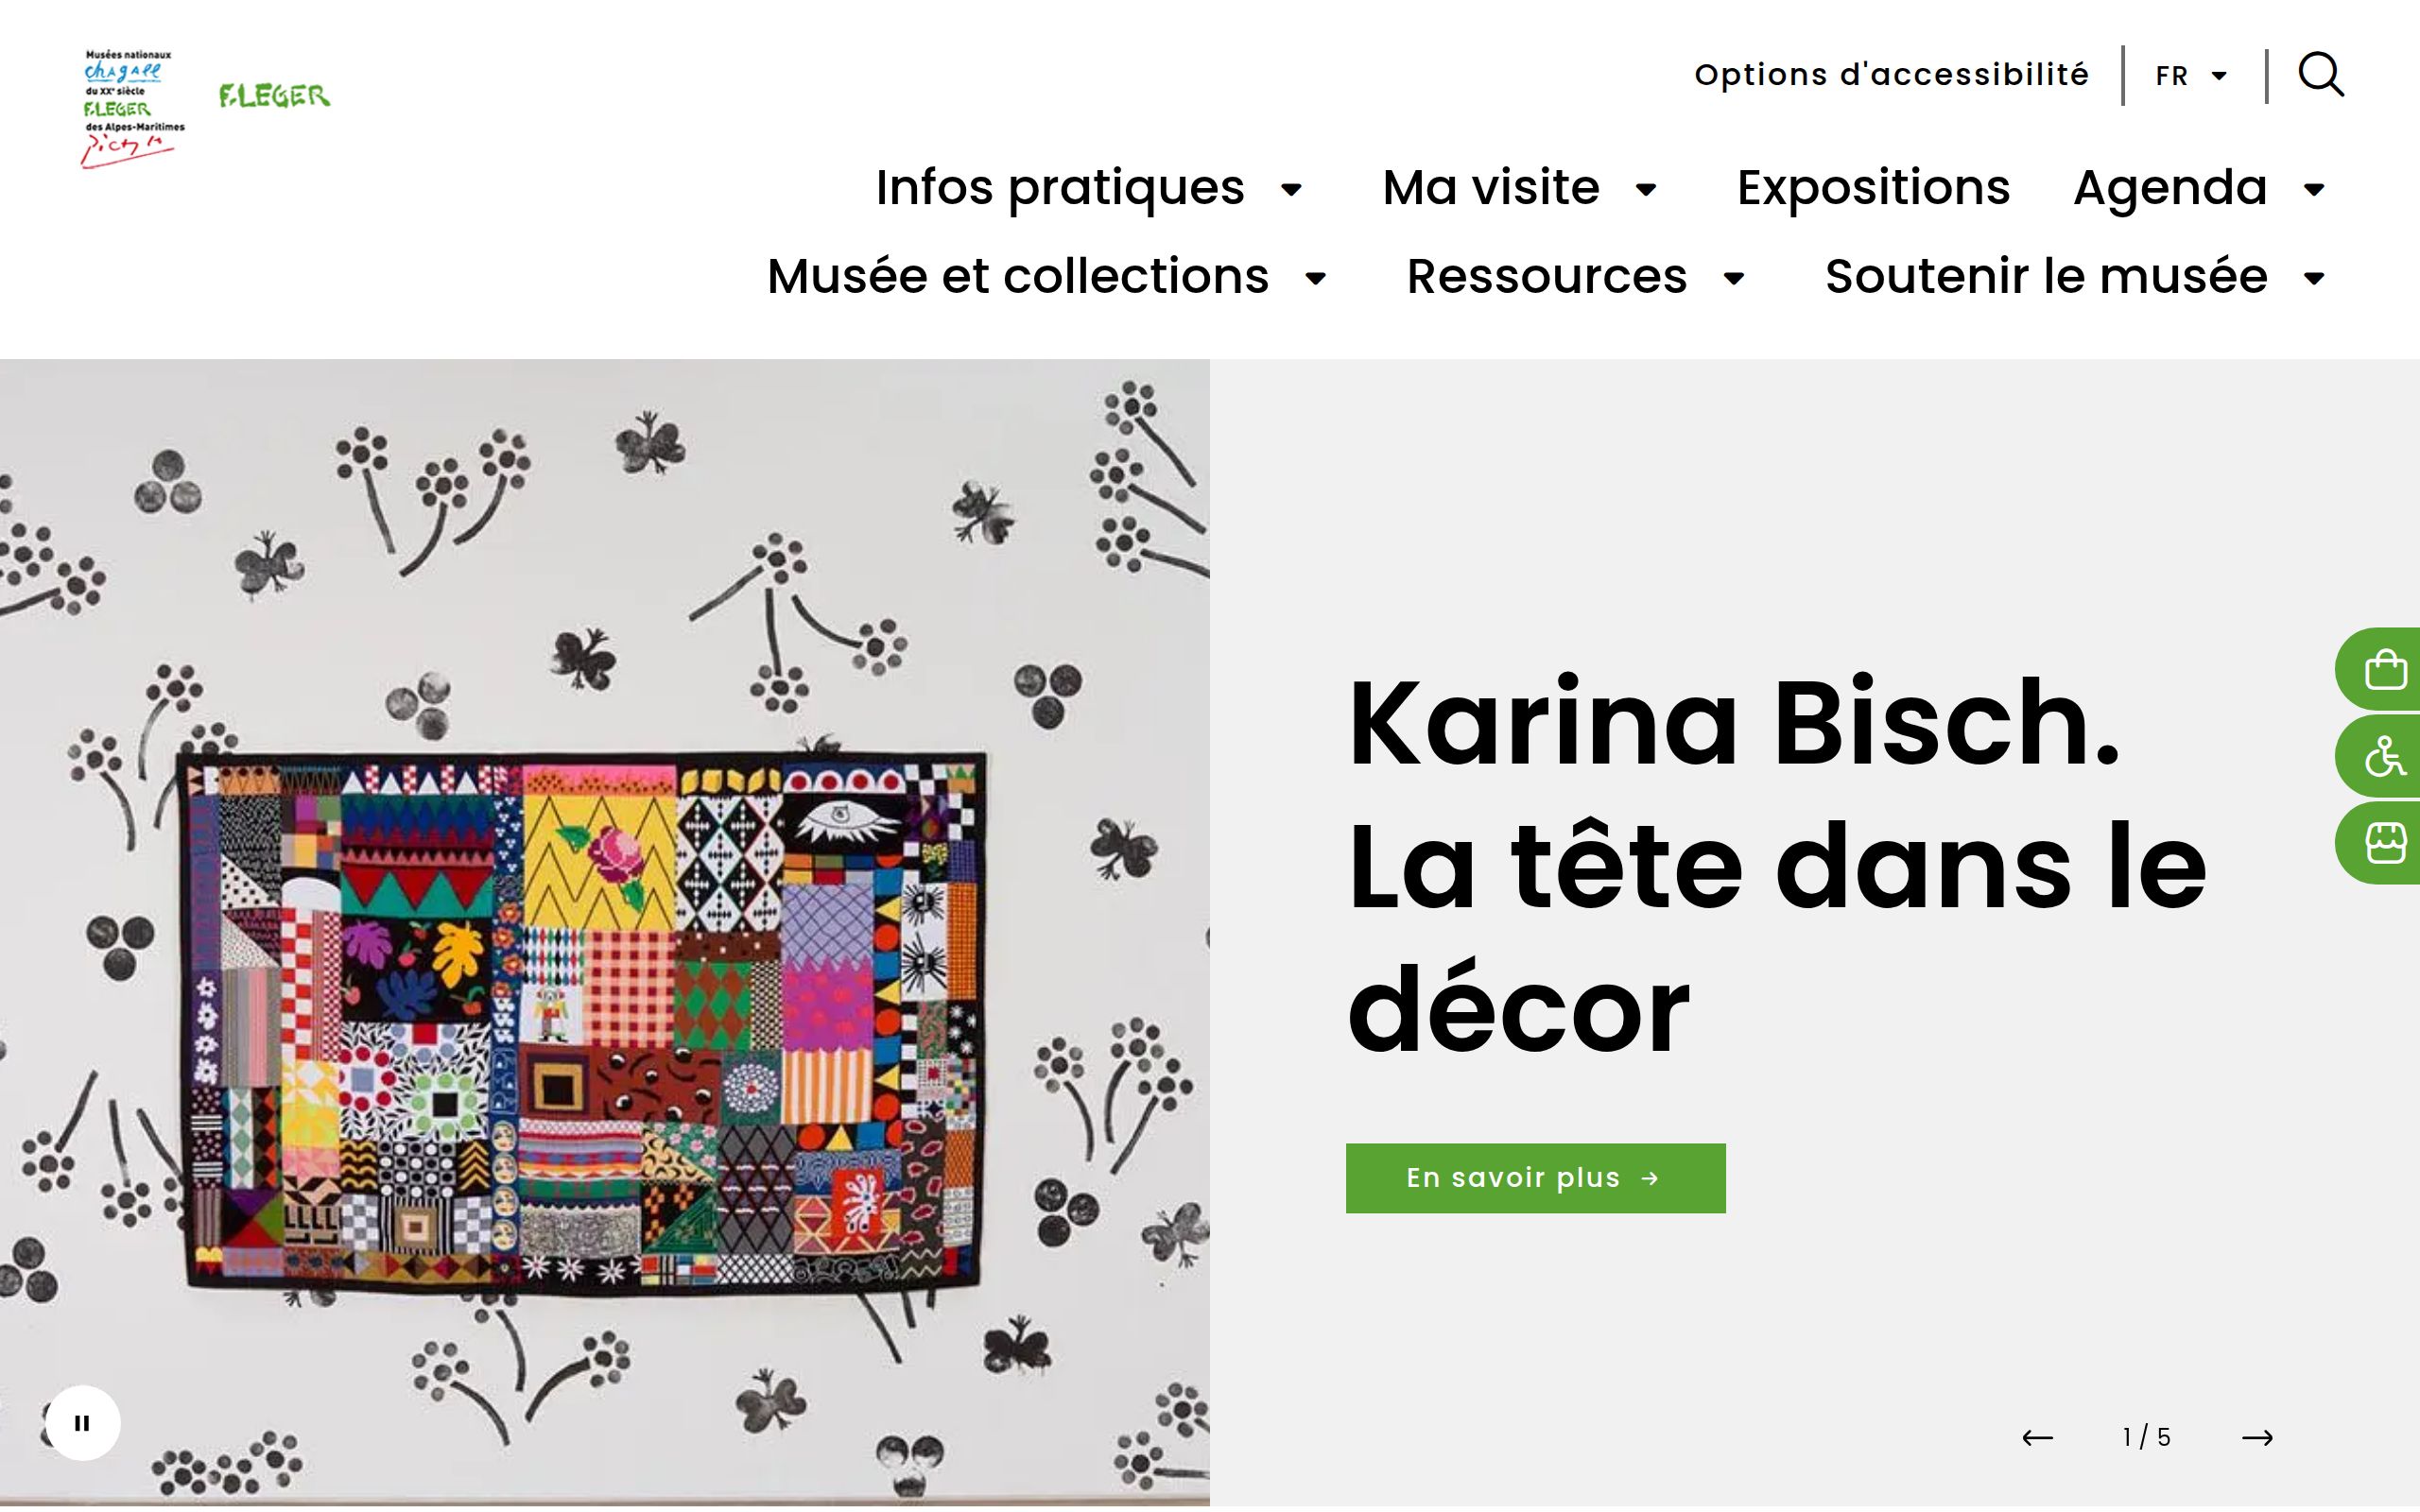 Musées nationaux
chagall
du XXe siècle
F.LEGER
des Alpes-Maritimes
Picasso
F.LEGER
Options d'accessibilité
FR
Infos pratiques
Ma visite
Expositions
Agenda
Musée et collections
Ressources
Soutenir le musée
Karina Bisch.
La tête dans le
décor
En savoir plus →
← 1 / 5 →